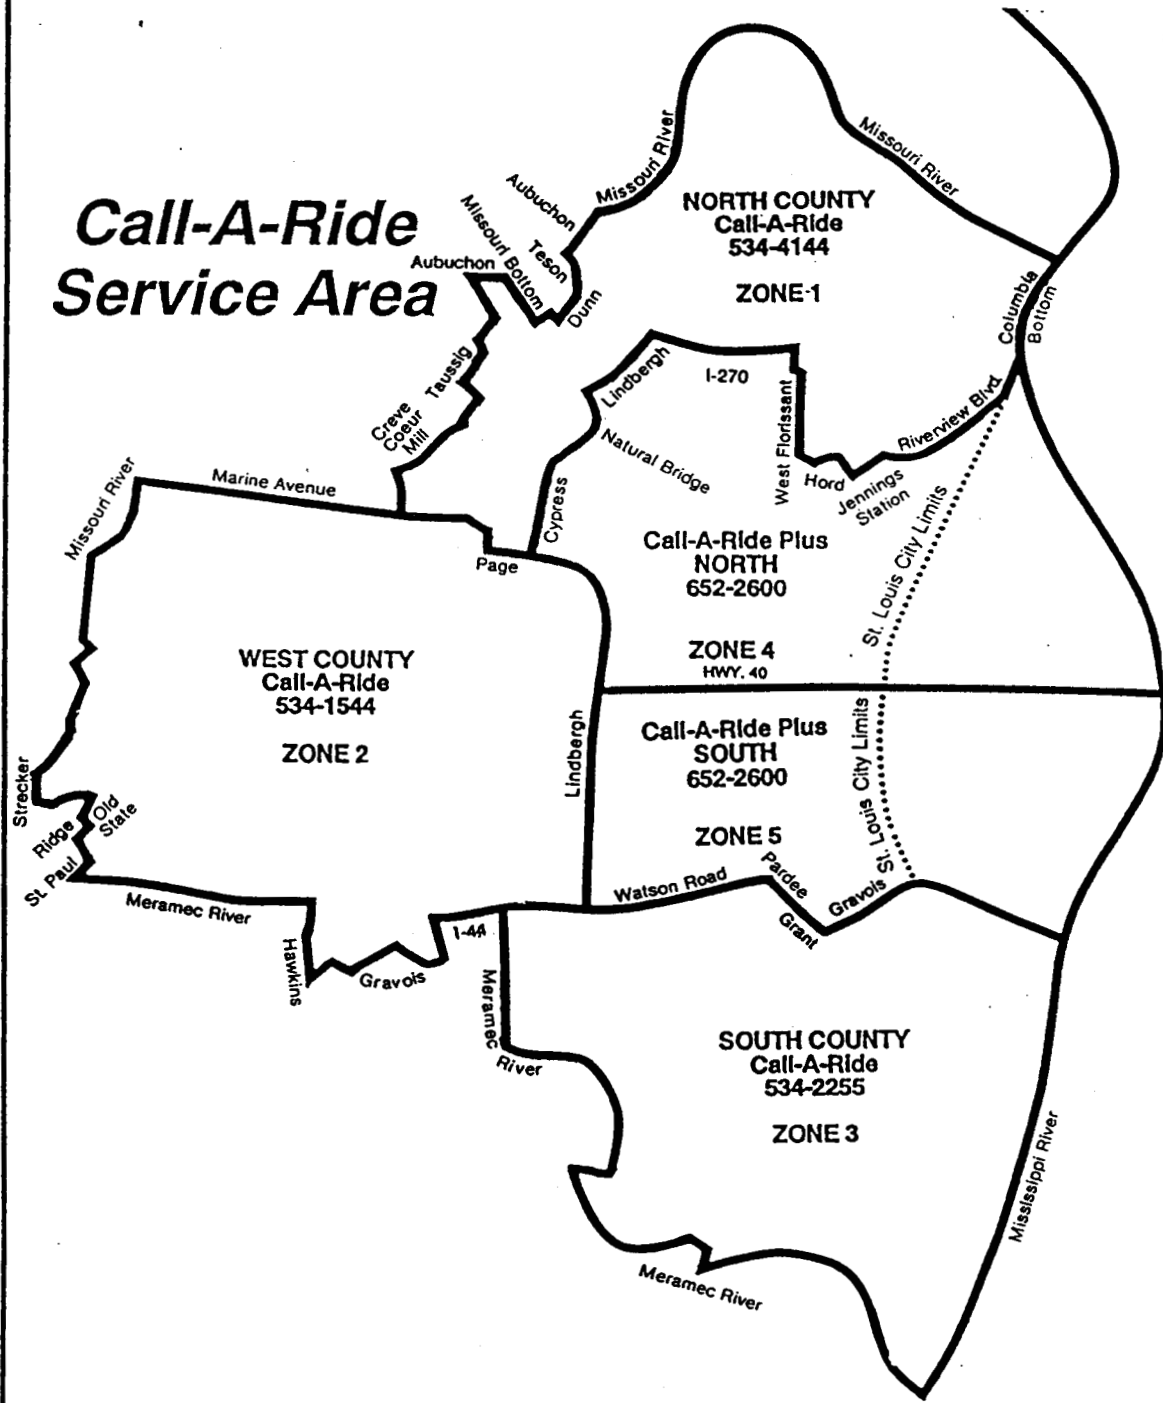 Call-A-Ride
Service Area
Missouri River
Missouri River
Aubuchon
Missouri Bottom
Teson
Aubuchon
Dunn
NORTH COUNTY
Call-A-Ride
534-4144
ZONE 1
Columbia
Bottom
Taussig
Creve
Coeur
Mill
Lindbergh
I-270
West Florissant
Riverview Blvd.
Natural Bridge
Hord
Jennings
Station
Missouri River
Marine Avenue
Cypress
Page
St. Louis City Limits
Call-A-Ride Plus
NORTH
652-2600
ZONE 4
HWY. 40
WEST COUNTY
Call-A-Ride
534-1544
ZONE 2
Lindbergh
Call-A-Ride Plus
SOUTH
652-2600
ZONE 5
St. Louis City Limits
Strecker
Old
State
Ridge
St. Paul
Meramec River
Hawkins
Gravois
I-44
Watson Road
Pardee
Grant
Gravois
Meramec
River
SOUTH COUNTY
Call-A-Ride
534-2255
ZONE 3
Mississippi River
Meramec River